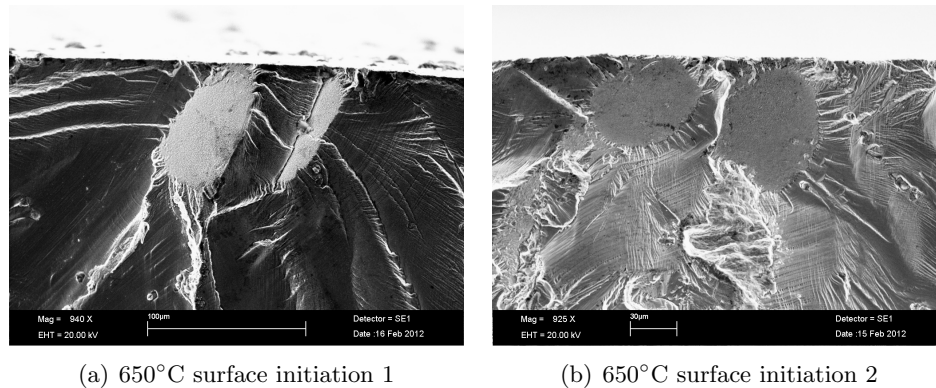 Mag = 940 X
100µm
Detector = SE1
EHT = 20.00 kV
Date :16 Feb 2012
Mag = 925 X
30µm
Detector = SE1
EHT = 20.00 kV
Date :15 Feb 2012
(a) 650°C surface initiation 1
(b) 650°C surface initiation 2